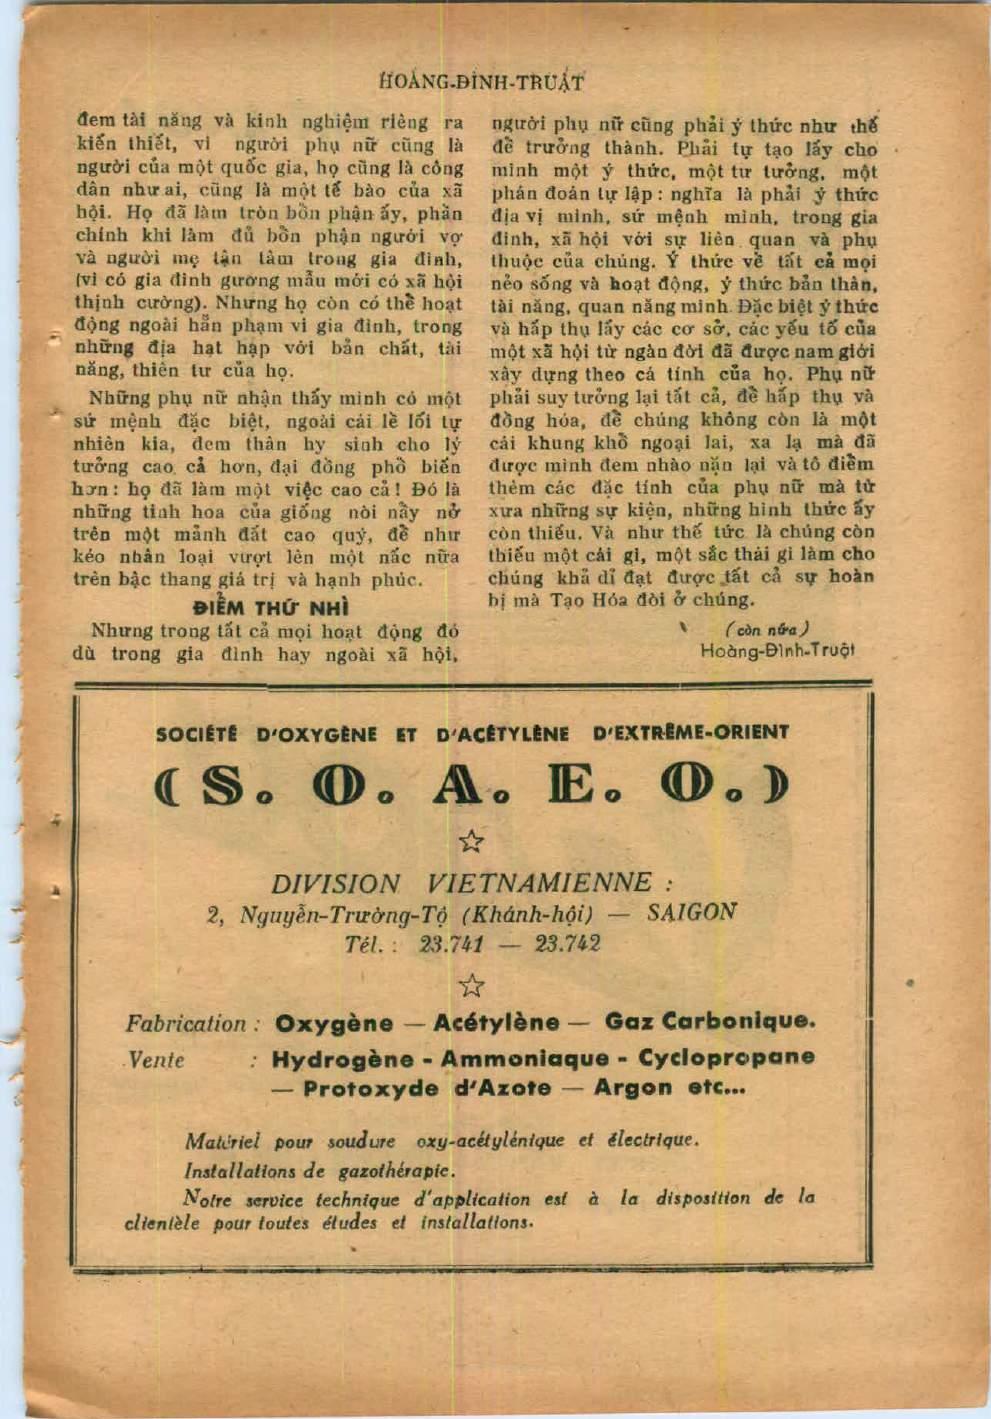 HOÀNG-ĐÌNH-TRUẬT
đem tài năng và kinh nghiệm riêng ra
kiến thiết, vì người phụ nữ cũng là
người của một quốc gia, họ cũng là công
dân như ai, cũng là một tế bào của xã
hội. Họ đã làm tròn bổn phận ấy, phần
chính khi làm đủ bổn phận người vợ
và người mẹ tận tâm trong gia đình,
(vì có gia đình gương mẫu mới có xã hội
thịnh cường). Nhưng họ còn có thể hoạt
động ngoài hẳn phạm vi gia đình, trong
những địa hạt hạp với bản chất, tài
năng, thiên tư của họ.
Những phụ nữ nhận thấy mình có một
sứ mệnh đặc biệt, ngoài cái lề lối tự
nhiên kia, đem thân hy sinh cho lý
tưởng cao cả hơn, đại đồng phổ biến
hơn : họ đã làm một việc cao cả ! Đó là
những tinh hoa của giống nòi nầy nở
trên một mảnh đất cao quý, để như
kéo nhân loại vượt lên một nấc nữa
trên bậc thang giá trị và hạnh phúc.
ĐIỂM THỨ NHÌ
Nhưng trong tất cả mọi hoạt động đó
dù trong gia đình hay ngoài xã hội,
người phụ nữ cũng phải ý thức như thế
để trưởng thành. Phải tự tạo lấy cho
mình một ý thức, một tư tưởng, một
phán đoán tự lập : nghĩa là phải ý thức
địa vị mình, sứ mệnh mình, trong gia
đình, xã hội với sự liên quan và phụ
thuộc của chúng. Ý thức về tất cả mọi
nẻo sống và hoạt động, ý thức bản thân,
tài năng, quan năng mình. Đặc biệt ý thức
và hấp thụ lấy các cơ sở, các yếu tố của
một xã hội từ ngàn đời đã được nam giới
xây dựng theo cá tính của họ. Phụ nữ
phải suy tưởng lại tất cả, để hấp thụ và
đồng hóa, để chúng không còn là một
cái khung khổ ngoại lai, xa lạ mà đã
được mình đem nhào nặn lại và tô điểm
thêm các đặc tính của phụ nữ mà từ
xưa những sự kiện, những hình thức ấy
còn thiếu. Và như thế tức là chúng còn
thiếu một cái gì, một sắc thái gì làm cho
chúng khả dĩ đạt được tất cả sự hoàn
bị mà Tạo Hóa đòi ở chúng.
(còn nữa)
Hoàng-Đình-Truật
SOCIÉTÉ D'OXYGÈNE ET D'ACÉTYLÈNE D'EXTRÊME-ORIENT
(S. O. A. E. O.)
DIVISION VIETNAMIENNE :
2, Nguyễn-Trường-Tộ (Khánh-hội) — SAIGON
Tél. : 23.741 — 23.742
Fabrication : Oxygène — Acétylène — Gaz Carbonique.
Vente : Hydrogène - Ammoniaque - Cyclopropane
— Protoxyde d'Azote — Argon etc...
Matériel pour soudure oxy-acétylénique et électrique.
Installations de gazothérapie.
Notre service technique d'application est à la disposition de la
clientèle pour toutes études et installations.